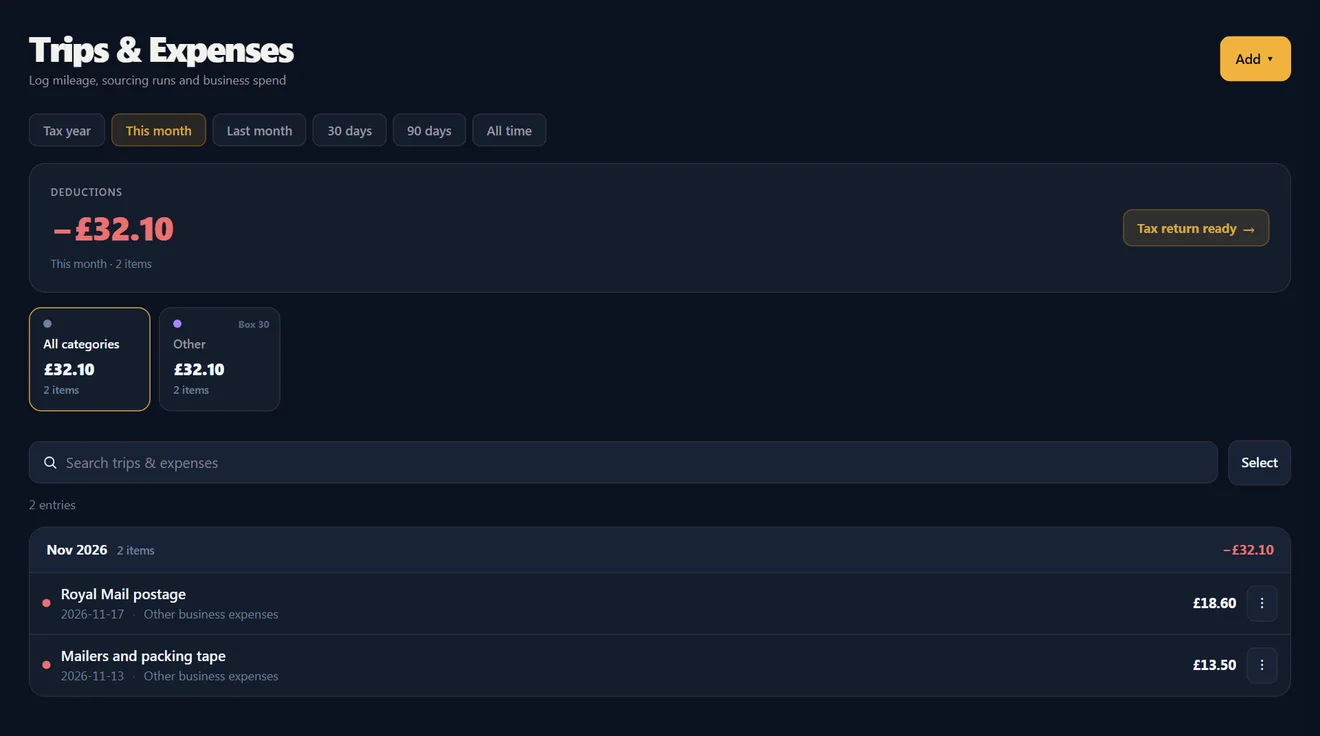 Trips & Expenses
Log mileage, sourcing runs and business spend
Add ▾
Tax year
This month
Last month
30 days
90 days
All time
DEDUCTIONS
−£32.10
This month · 2 items
Tax return ready →
All categories
£32.10
2 items
Box 30
Other
£32.10
2 items
Search trips & expenses
Select
2 entries
Nov 2026 2 items −£32.10
Royal Mail postage
2026-11-17 · Other business expenses
£18.60
Mailers and packing tape
2026-11-13 · Other business expenses
£13.50